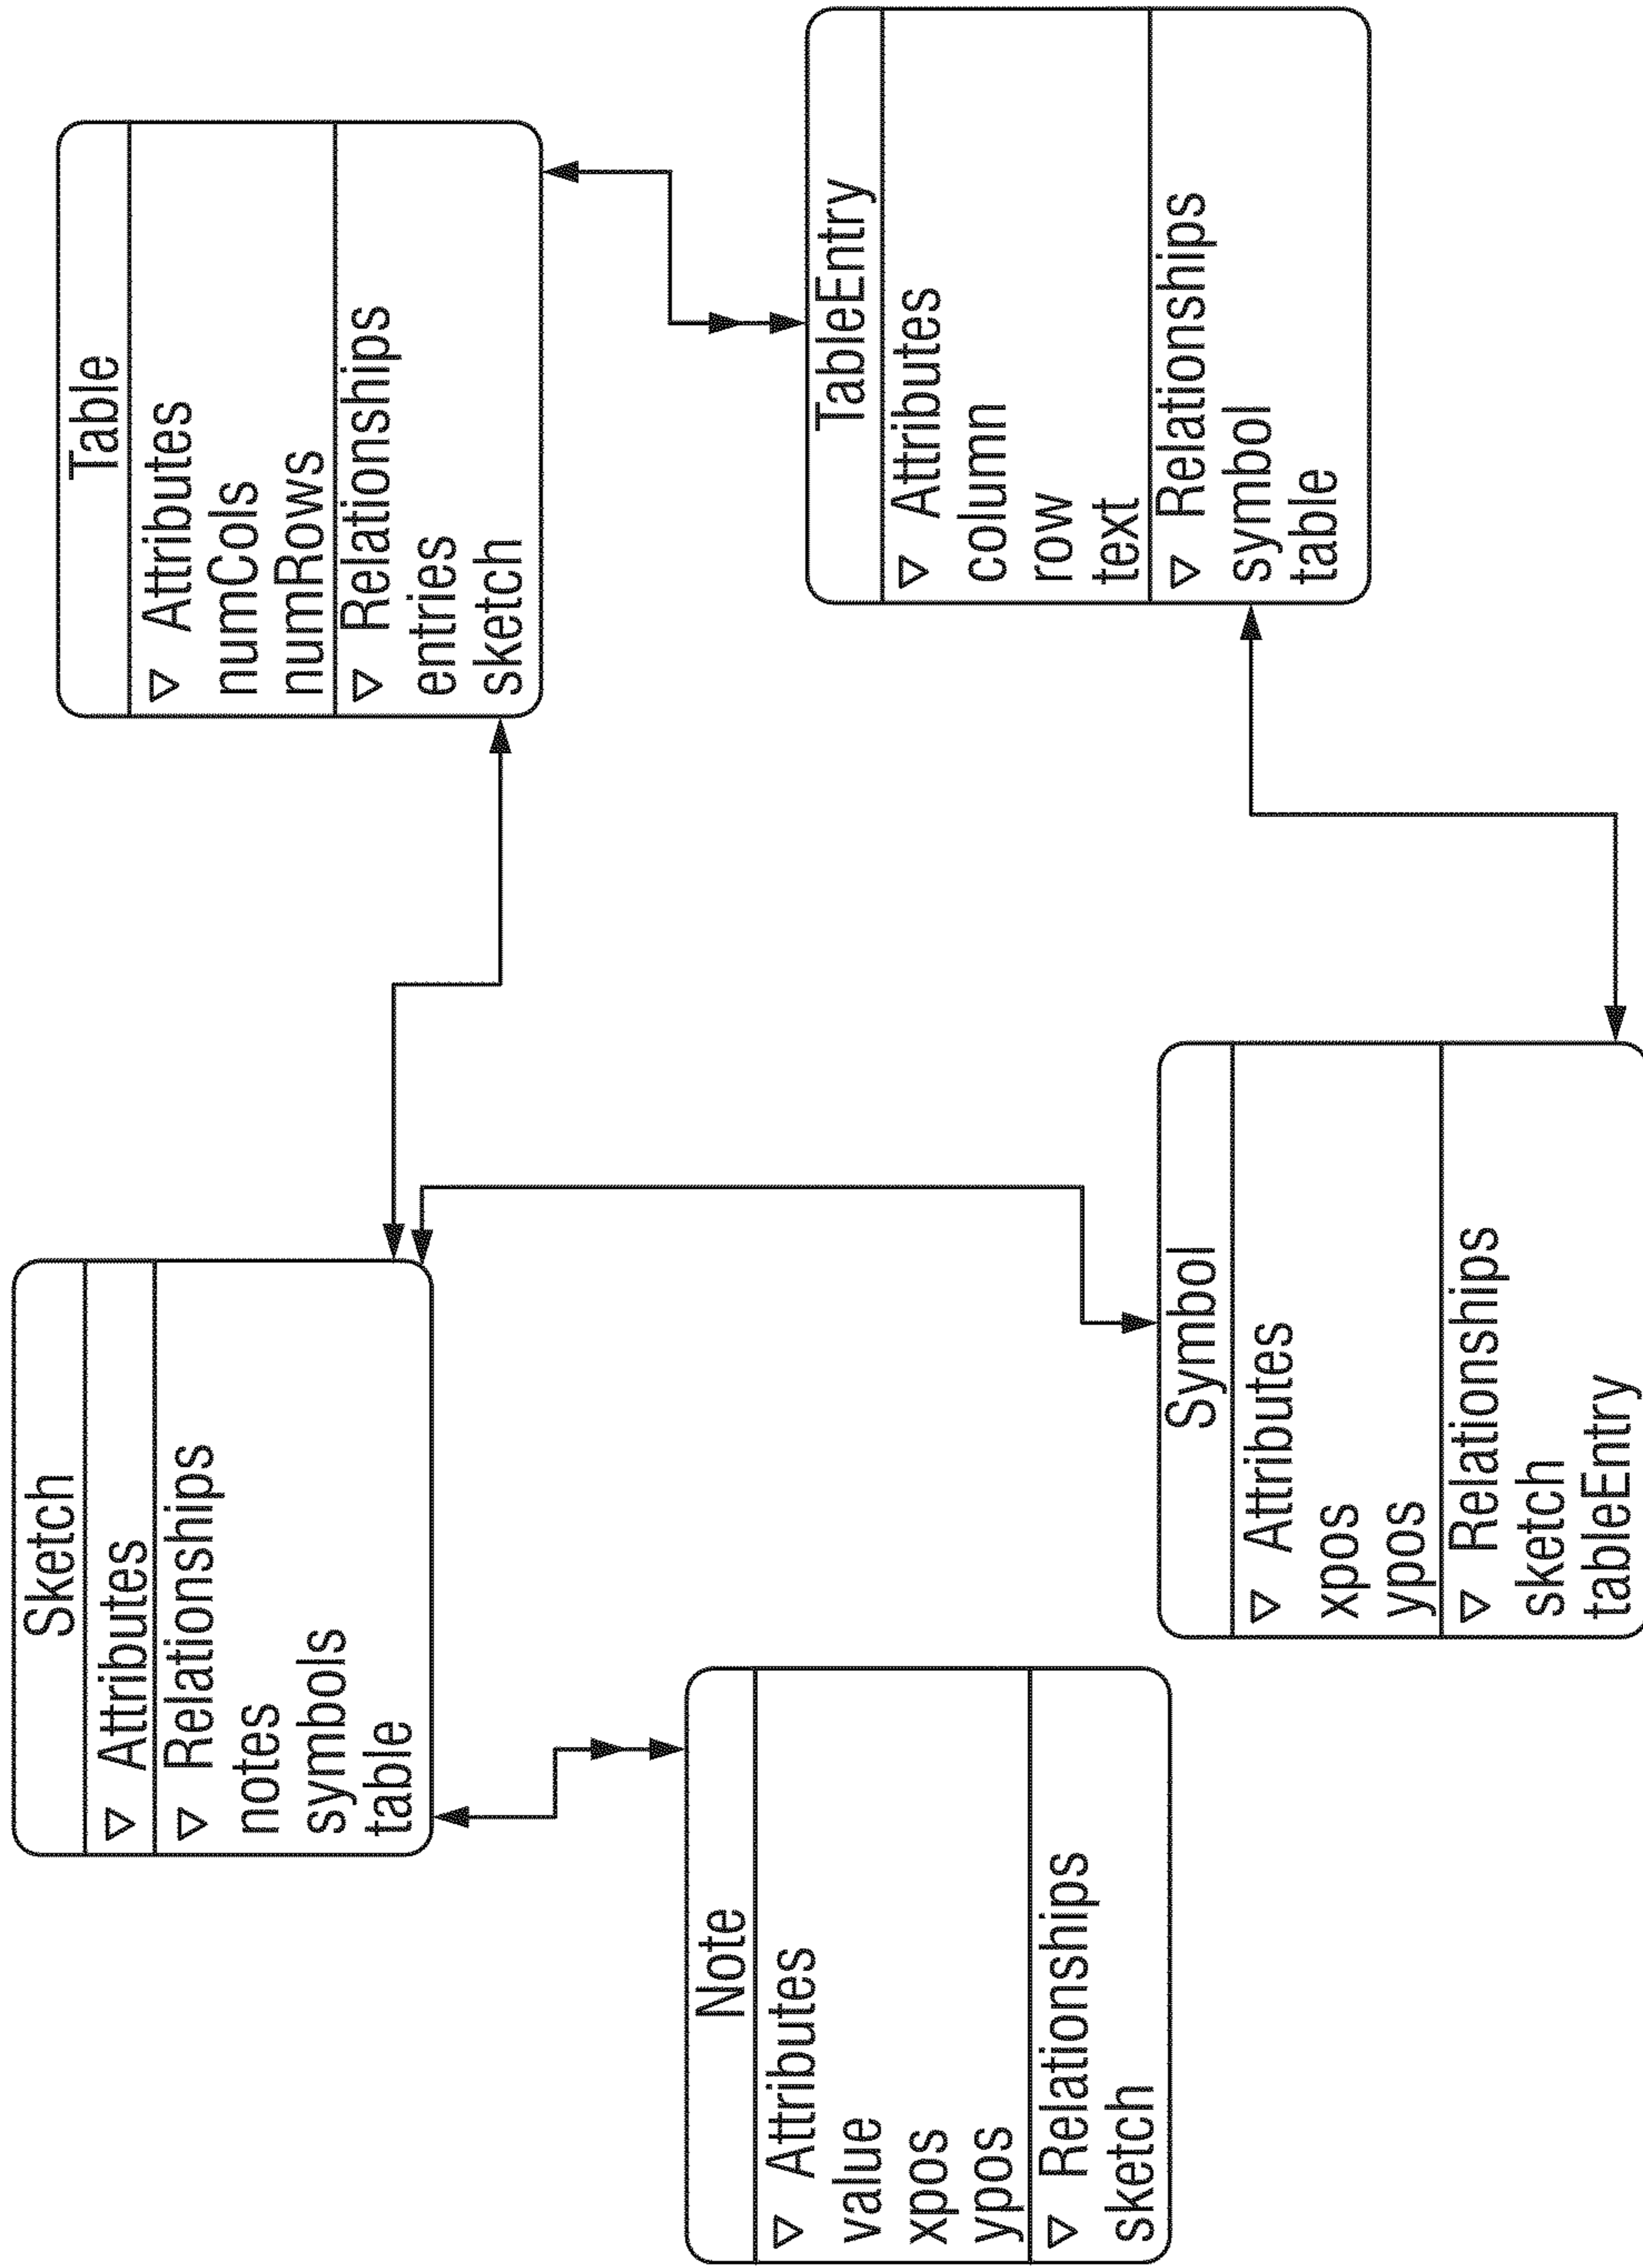 Sketch
▽ Attributes
▽ Relationships
notes
symbols
table
Table
▽ Attributes
numCols
numRows
▽ Relationships
entries
sketch
Note
▽ Attributes
value
xpos
ypos
▽ Relationships
sketch
Symbol
▽ Attributes
xpos
ypos
▽ Relationships
sketch
tableEntry
TableEntry
▽ Attributes
column
row
text
▽ Relationships
symbol
table